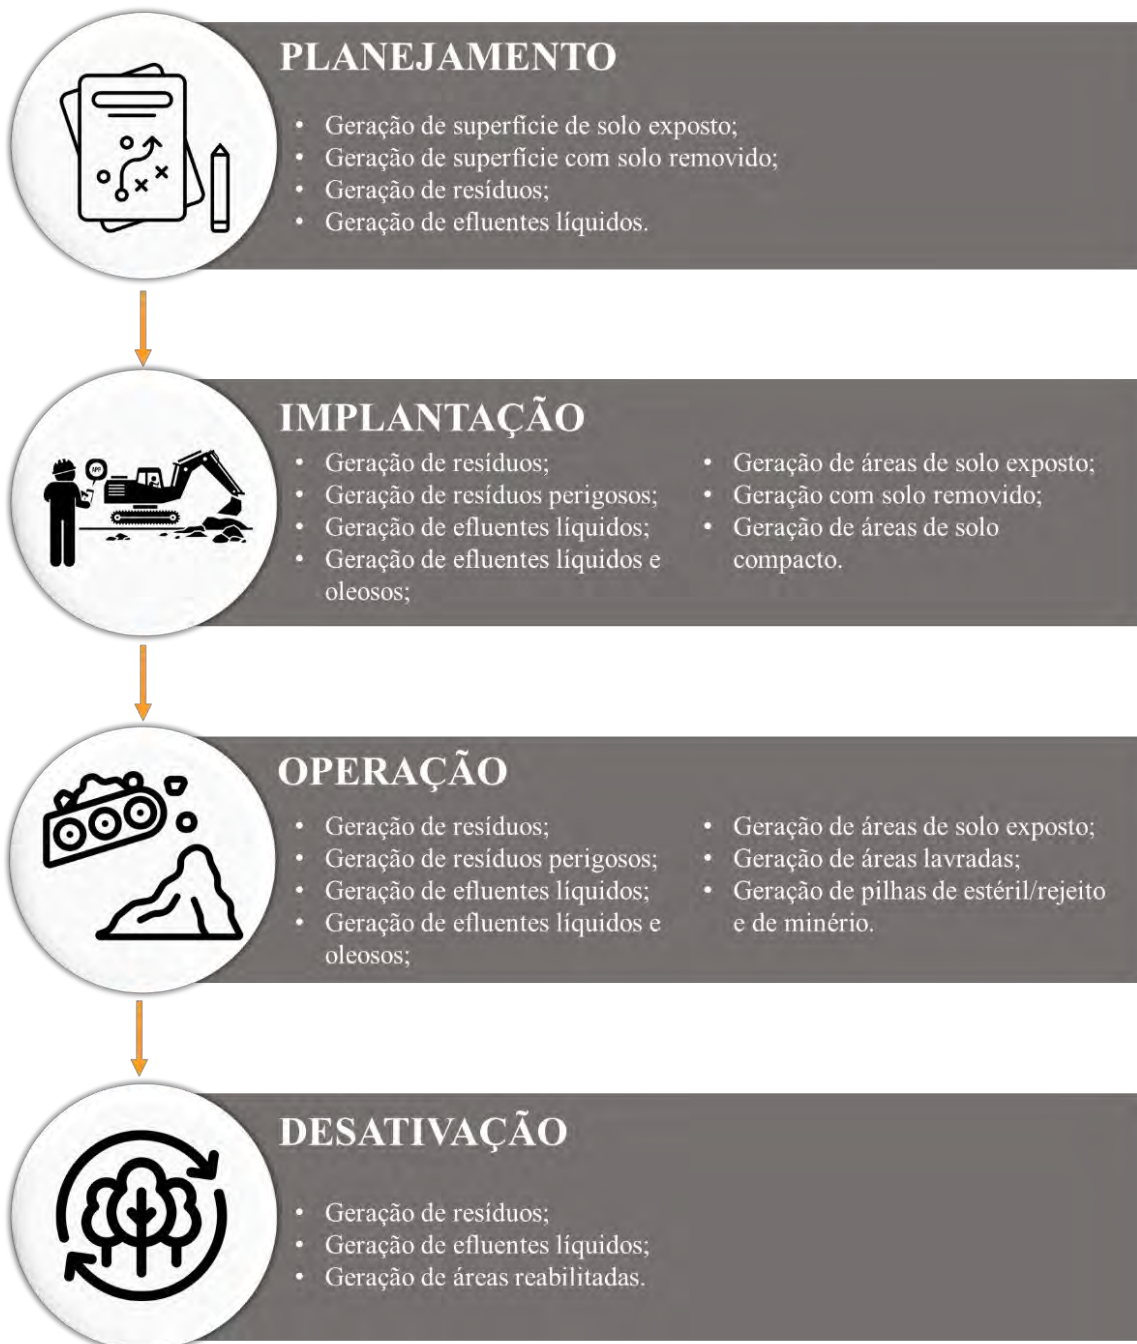 PLANEJAMENTO
• Geração de superfície de solo exposto;
• Geração de superfície com solo removido;
• Geração de resíduos;
• Geração de efluentes líquidos.
IMPLANTAÇÃO
APP
• Geração de resíduos;
• Geração de resíduos perigosos;
• Geração de efluentes líquidos;
• Geração de efluentes líquidos e
oleosos;
• Geração de áreas de solo exposto;
• Geração com solo removido;
• Geração de áreas de solo
compacto.
OPERAÇÃO
• Geração de resíduos;
• Geração de resíduos perigosos;
• Geração de efluentes líquidos;
• Geração de efluentes líquidos e
oleosos;
• Geração de áreas de solo exposto;
• Geração de áreas lavradas;
• Geração de pilhas de estéril/rejeito
e de minério.
DESATIVAÇÃO
• Geração de resíduos;
• Geração de efluentes líquidos;
• Geração de áreas reabilitadas.